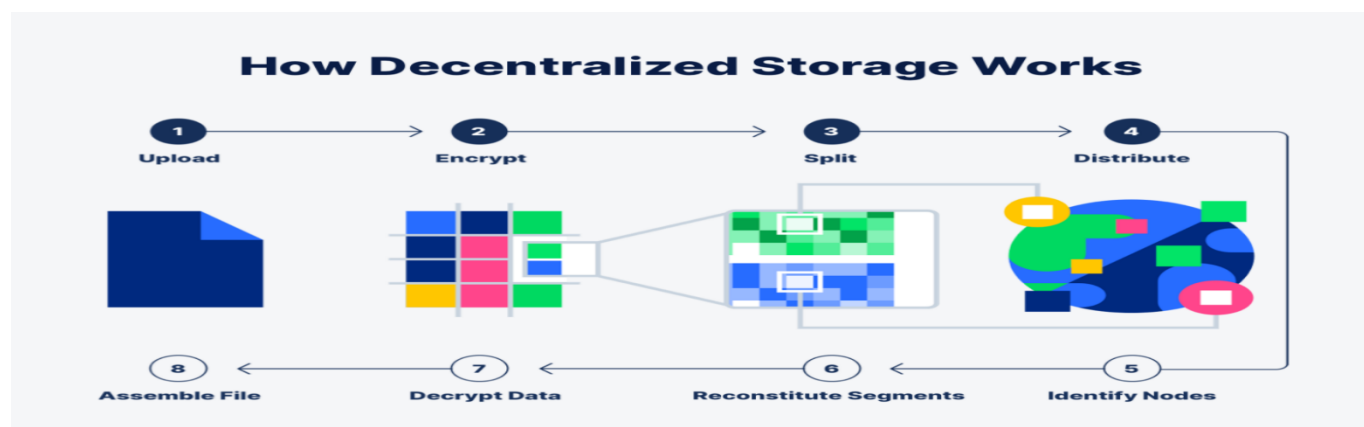 How Decentralized Storage Works
1 2 3 4
Upload Encrypt Split Distribute
8 7 6 5
Assemble File Decrypt Data Reconstitute Segments Identify Nodes